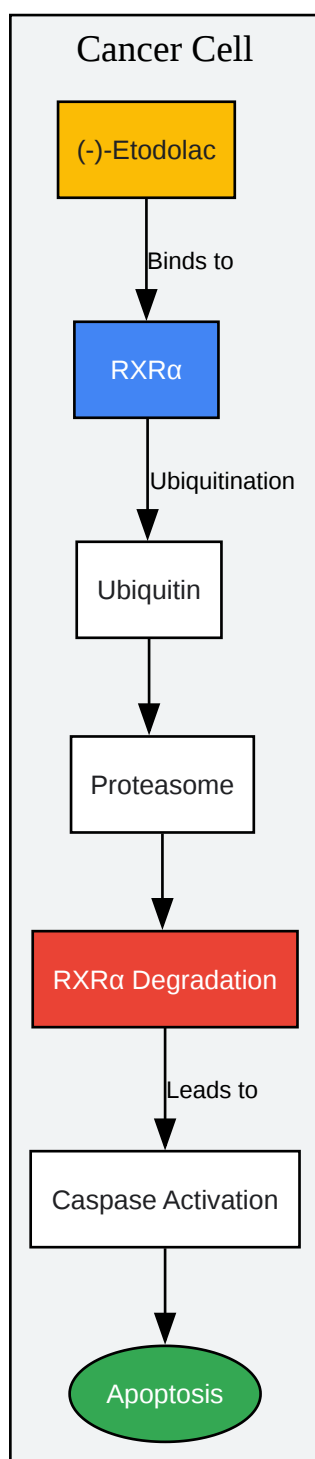 Cancer Cell
(-)-Etodolac
Binds to
RXRα
Ubiquitination
Ubiquitin
Proteasome
RXRα Degradation
Leads to
Caspase Activation
Apoptosis